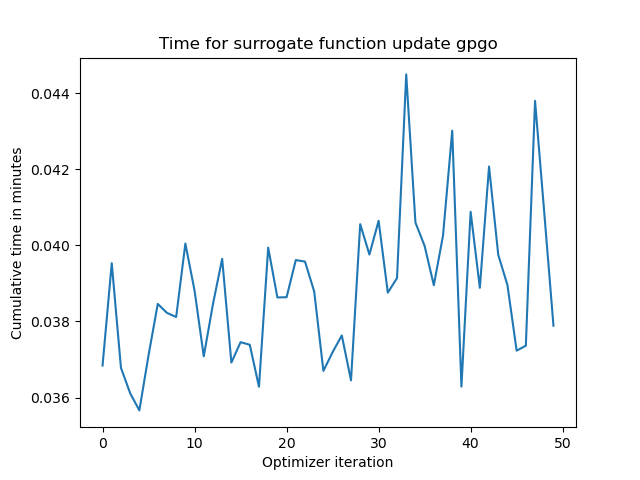 Time for surrogate function update gpgo
Cumulative time in minutes
0.044
0.042
0.040
0.038
0.036
0 10 20 30 40 50
Optimizer iteration